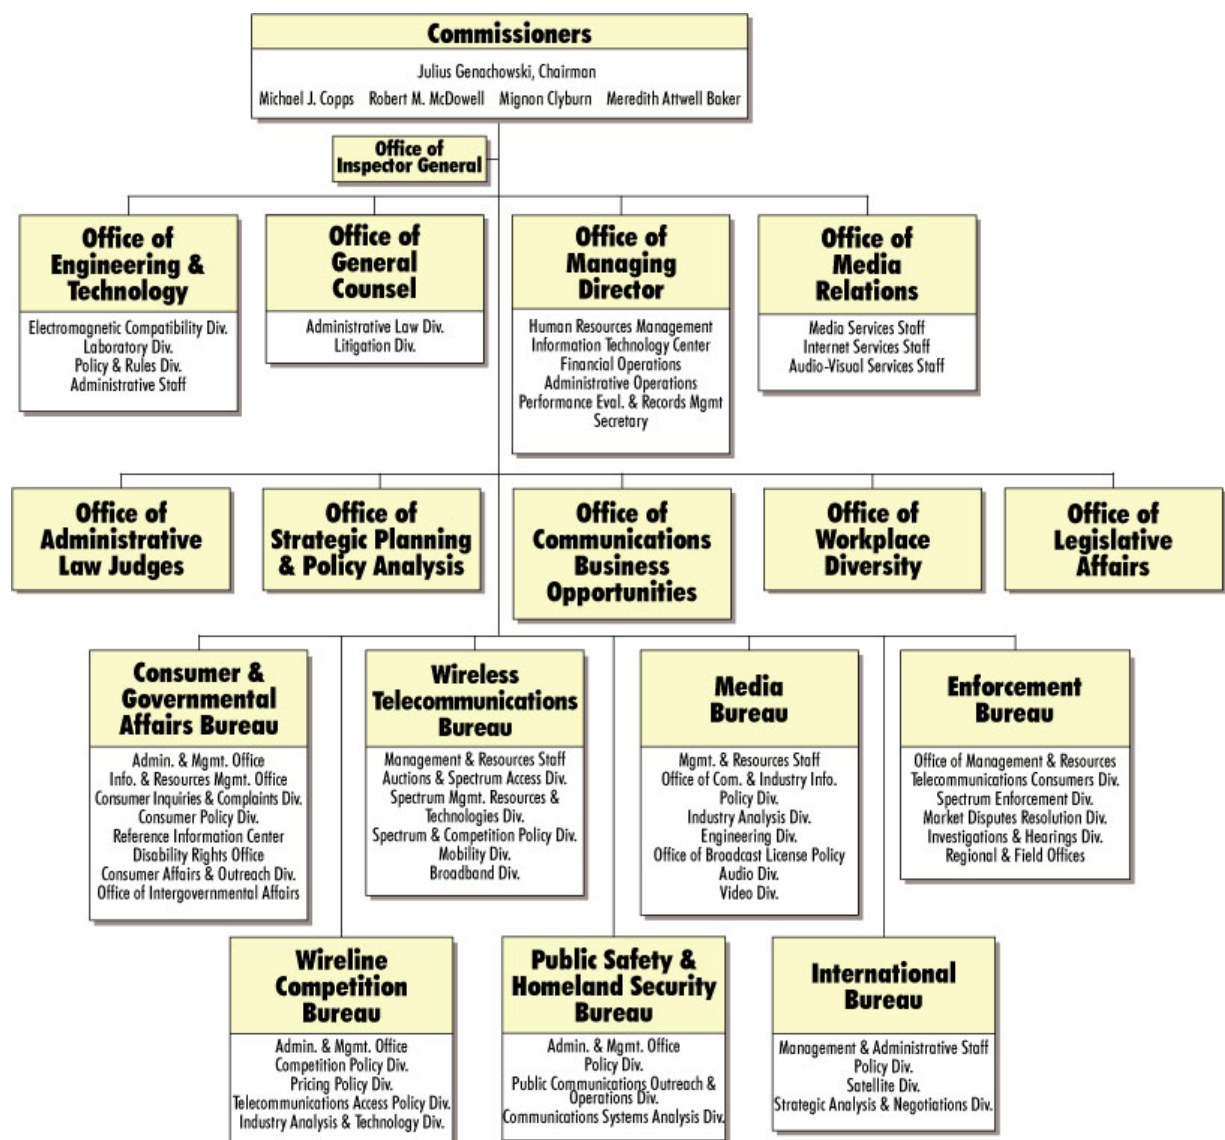 Commissioners
Julius Genachowski, Chairman
Michael J. Copps Robert M. McDowell Mignon Clyburn Meredith Attwell Baker
Office of
Inspector General
Office of
Engineering &
Technology
Electromagnetic Compatibility Div.
Laboratory Div.
Policy & Rules Div.
Administrative Staff
Office of
General
Counsel
Administrative Law Div.
Litigation Div.
Office of
Managing
Director
Human Resources Management
Information Technology Center
Financial Operations
Administrative Operations
Performance Eval. & Records Mgmt
Secretary
Office of
Media
Relations
Media Services Staff
Internet Services Staff
Audio-Visual Services Staff
Office of
Administrative
Law Judges
Office of
Strategic Planning
& Policy Analysis
Office of
Communications
Business
Opportunities
Office of
Workplace
Diversity
Office of
Legislative
Affairs
Consumer &
Governmental
Affairs Bureau
Admin. & Mgmt. Office
Info. & Resources Mgmt. Office
Consumer Inquiries & Complaints Div.
Consumer Policy Div.
Reference Information Center
Disability Rights Office
Consumer Affairs & Outreach Div.
Office of Intergovernmental Affairs
Wireless
Telecommunications
Bureau
Management & Resources Staff
Auctions & Spectrum Access Div.
Spectrum Mgmt. Resources &
Technologies Div.
Spectrum & Competition Policy Div.
Mobility Div.
Broadband Div.
Media
Bureau
Mgmt. & Resources Staff
Office of Com. & Industry Info.
Policy Div.
Industry Analysis Div.
Engineering Div.
Office of Broadcast License Policy
Audio Div.
Video Div.
Enforcement
Bureau
Office of Management & Resources
Telecommunications Consumers Div.
Spectrum Enforcement Div.
Market Disputes Resolution Div.
Investigations & Hearings Div.
Regional & Field Offices
Wireline
Competition
Bureau
Admin. & Mgmt. Office
Competition Policy Div.
Pricing Policy Div.
Telecommunications Access Policy Div.
Industry Analysis & Technology Div.
Public Safety &
Homeland Security
Bureau
Admin. & Mgmt. Office
Policy Div.
Public Communications Outreach &
Operations Div.
Communications Systems Analysis Div.
International
Bureau
Management & Administrative Staff
Policy Div.
Satellite Div.
Strategic Analysis & Negotiations Div.